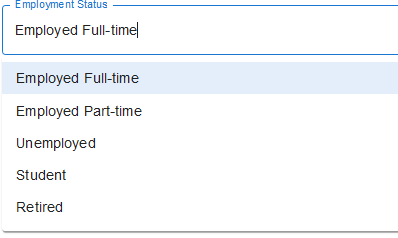 Employment Status
Employed Full-time
Employed Full-time
Employed Part-time
Unemployed
Student
Retired